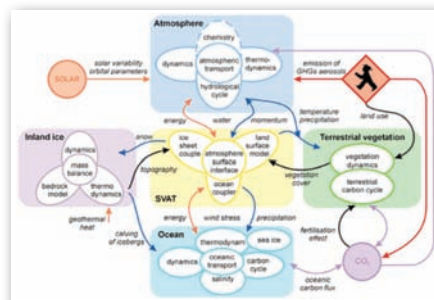 Atmosphere
chemistry
solar variability
orbital parameters
SOLAR
dynamics
atmospheric
transport
thermo-
dynamics
hydrological
cycle
emission of
GHGs aerosols
energy
water
momentum
temperature
precipitation
land use
Inland ice
snow
dynamics
mass
balance
bedrock
model
thermo
dynamics
topography
ice
sheet
couple
land
surface
model
atmosphere
surface
interface
ocean
coupler
SVAT
vegetation
cover
Terrestrial vegetation
vegetation
dynamics
terrestrial
carbon cycle
geothermal
heat
calving
of icebergs
energy
wind stress
precipitation
fertilisation
effect
Ocean
thermodynam
sea ice
dynamics
oceanic
transport
carbon
cycle
salinity
oceanic
carbon flux
CO₂